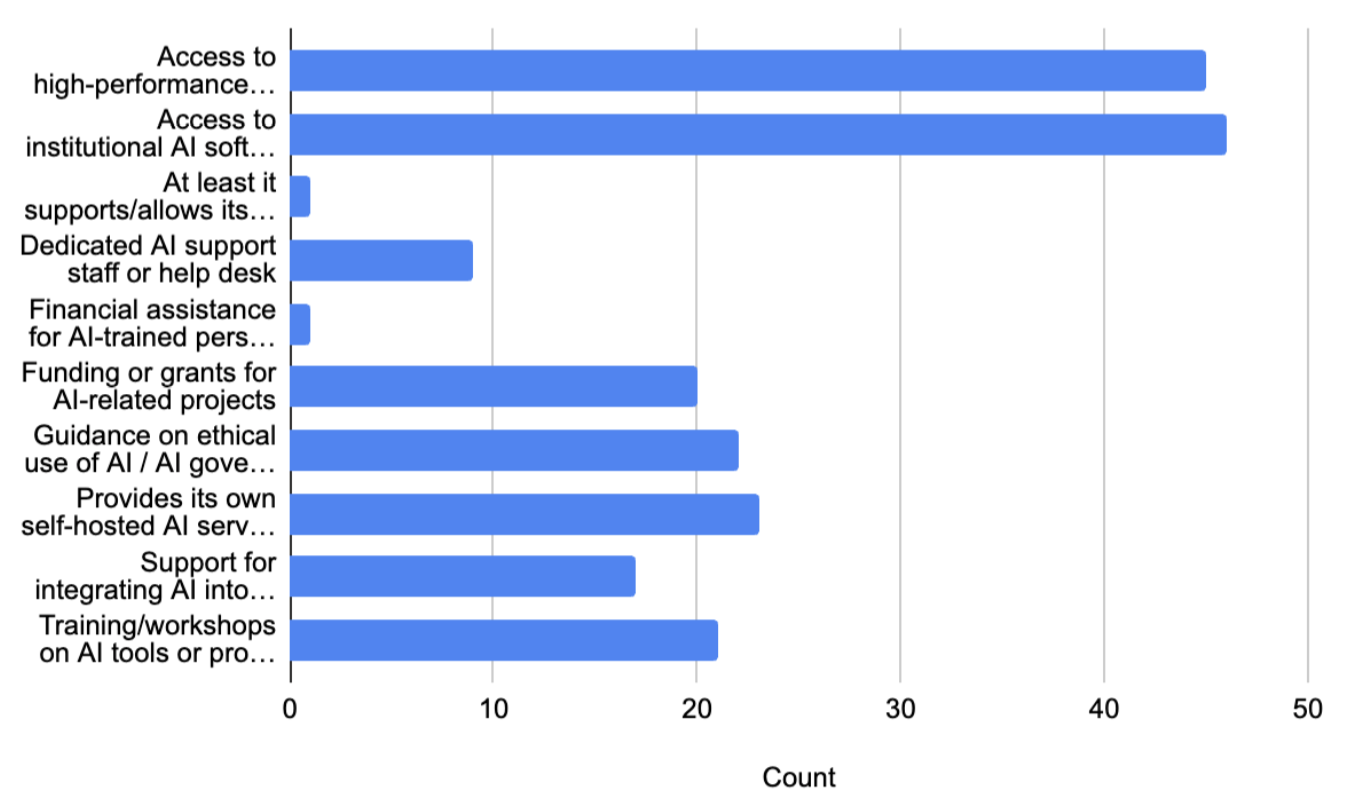 Access to
high-performance…
Access to
institutional AI soft…
At least it
supports/allows its…
Dedicated AI support
staff or help desk
Financial assistance
for AI-trained pers…
Funding or grants for
AI-related projects
Guidance on ethical
use of AI / AI gove…
Provides its own
self-hosted AI serv…
Support for
integrating AI into…
Training/workshops
on AI tools or pro…
0 10 20 30 40 50
Count